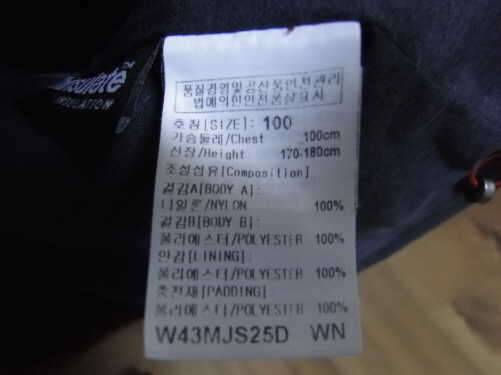 INSULATION
품질경영및공산품안전관리
법에의한안전품질표시
호칭[SIZE]: 100
가슴둘레/Chest 100cm
신장/Height 170-180cm
조성섬유[Composition]
겉감A[BODY A]:
나일론/NYLON 100%
겉감B[BODY B]:
폴리에스터/POLYESTER 100%
안감[LINING]:
폴리에스터/POLYESTER 100%
충전재[PADDING]:
폴리에스터/POLYESTER 100%
W43MJS25D WN